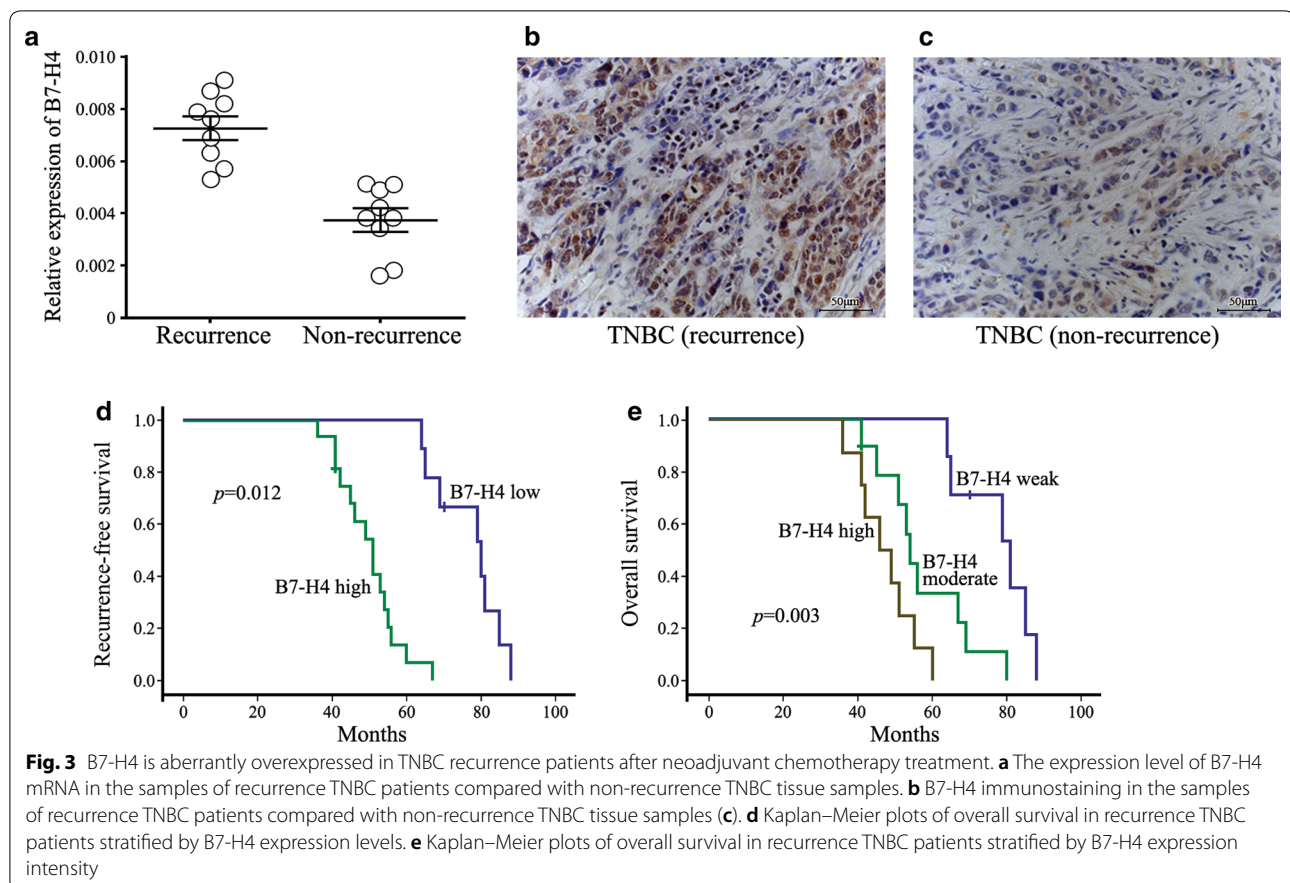 a
Relative expression of B7-H4
0.010
0.008
0.006
0.004
0.002
0
Recurrence Non-recurrence
b
50μm
TNBC (recurrence)
c
50μm
TNBC (non-recurrence)
d
Recurrence-free survival
1.0
0.8
0.6
0.4
0.2
0.0
p=0.012
B7-H4 low
B7-H4 high
0 20 40 60 80 100
Months
e
Overall survival
1.0
0.8
0.6
0.4
0.2
0.0
B7-H4 weak
B7-H4 high
B7-H4
moderate
p=0.003
0 20 40 60 80 100
Months
Fig. 3 B7-H4 is aberrantly overexpressed in TNBC recurrence patients after neoadjuvant chemotherapy treatment. a The expression level of B7-H4
mRNA in the samples of recurrence TNBC patients compared with non-recurrence TNBC tissue samples. b B7-H4 immunostaining in the samples
of recurrence TNBC patients compared with non-recurrence TNBC tissue samples (c). d Kaplan–Meier plots of overall survival in recurrence TNBC
patients stratified by B7-H4 expression levels. e Kaplan–Meier plots of overall survival in recurrence TNBC patients stratified by B7-H4 expression
intensity